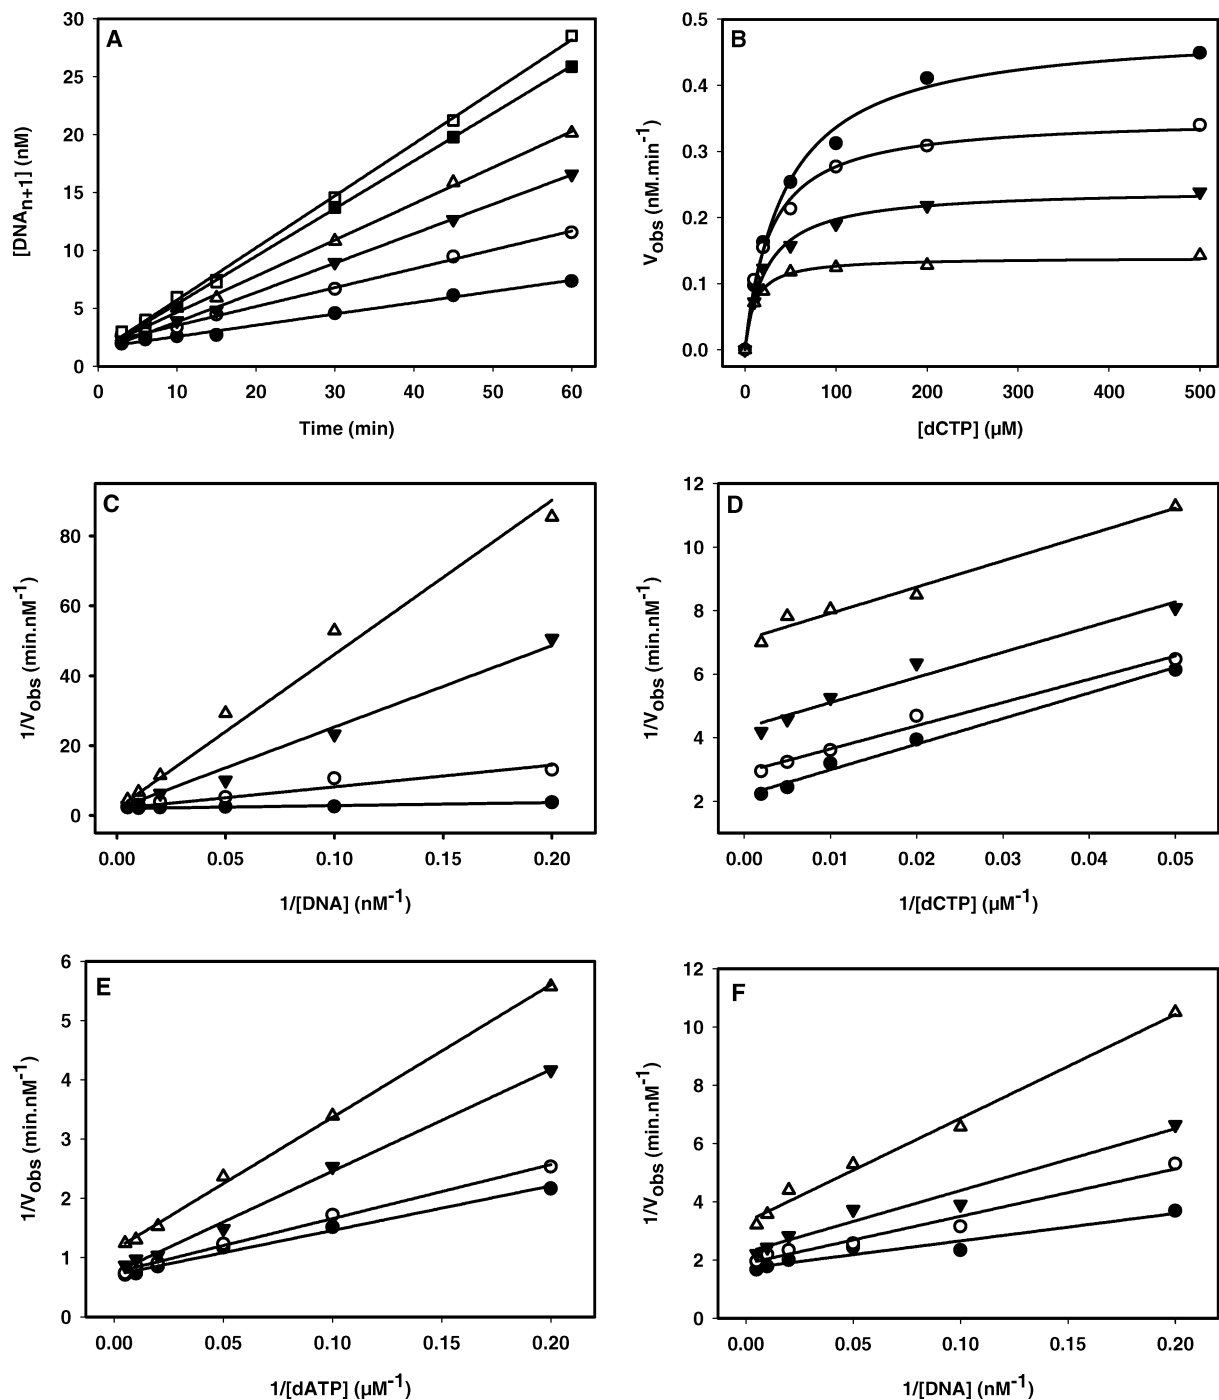 A
30
25
20
15
10
5
0
[DNAn+1] (nM)
0 10 20 30 40 50 60
Time (min)
B
0.5
0.4
0.3
0.2
0.1
0.0
Vobs (nM.min-1)
0 100 200 300 400 500
[dCTP] (µM)
C
80
60
40
20
0
1/Vobs (min.nM-1)
0.00 0.05 0.10 0.15 0.20
1/[DNA] (nM-1)
D
12
10
8
6
4
2
1/Vobs (min.nM-1)
0.00 0.01 0.02 0.03 0.04 0.05
1/[dCTP] (µM-1)
E
6
5
4
3
2
1
0
1/Vobs (min.nM-1)
0.00 0.05 0.10 0.15 0.20
1/[dATP] (µM-1)
F
12
10
8
6
4
2
0
1/Vobs (min.nM-1)
0.00 0.05 0.10 0.15 0.20
1/[DNA] (nM-1)